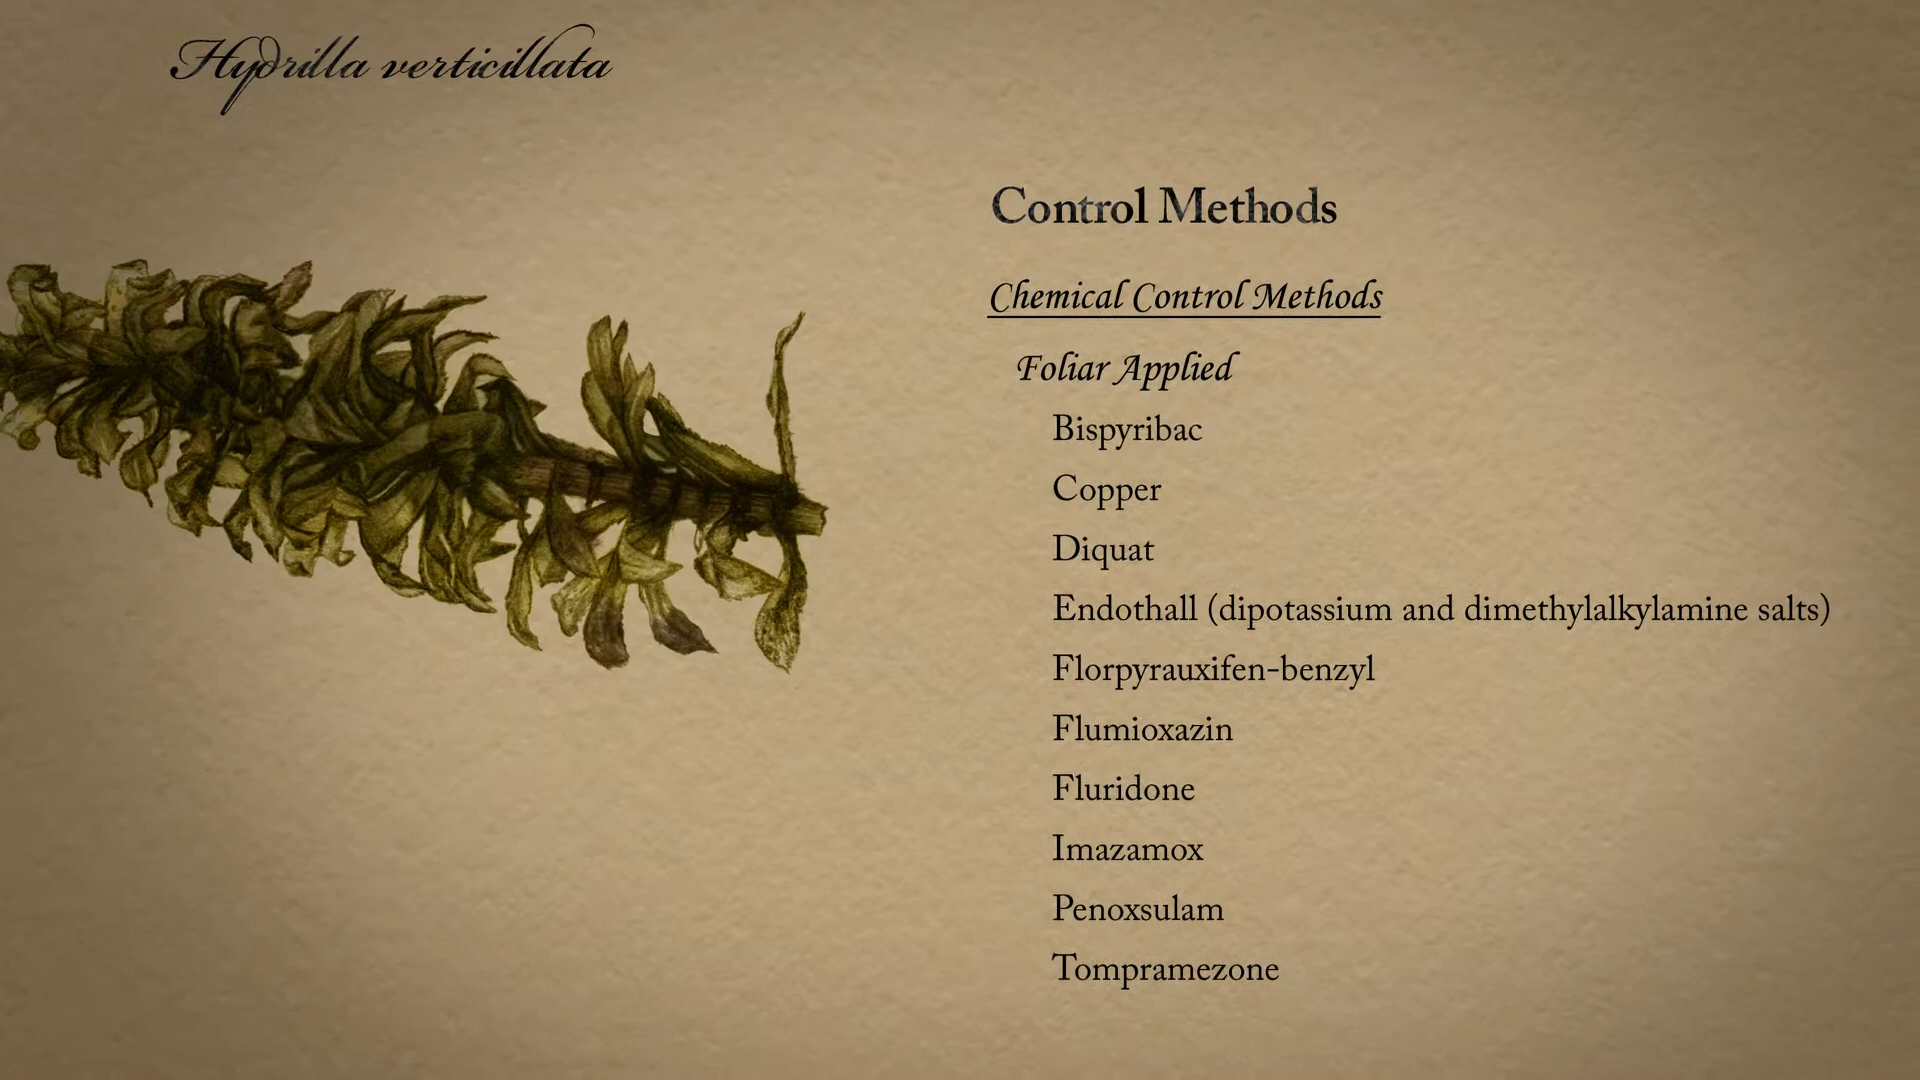 Hydrilla verticillata
Control Methods
Chemical Control Methods
Foliar Applied
Bispyribac
Copper
Diquat
Endothall (dipotassium and dimethylalkylamine salts)
Florpyrauxifen-benzyl
Flumioxazin
Fluridone
Imazamox
Penoxsulam
Tompramezone